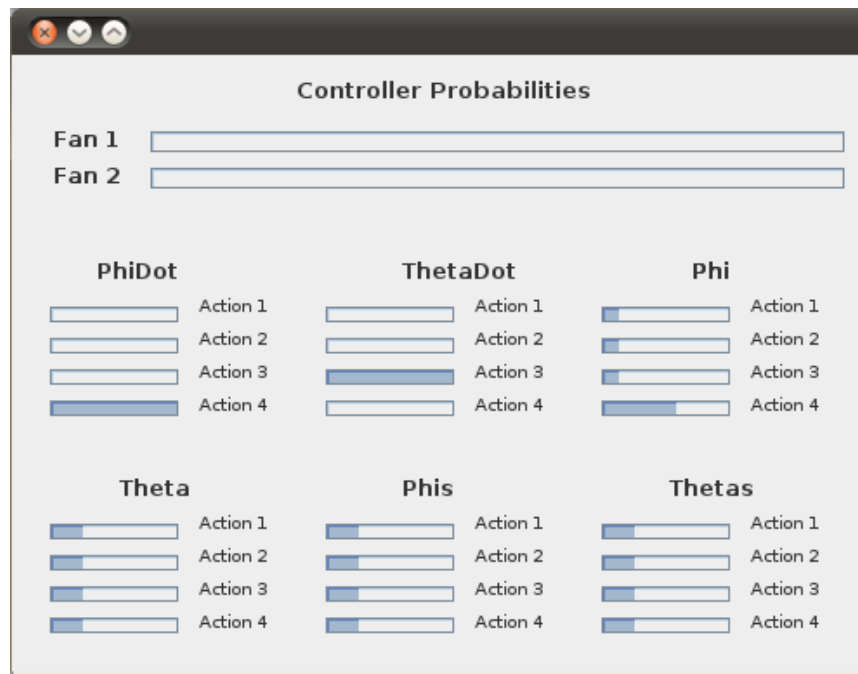 Controller Probabilities
Fan 1
Fan 2
PhiDot ThetaDot Phi
Action 1 Action 1 Action 1
Action 2 Action 2 Action 2
Action 3 Action 3 Action 3
Action 4 Action 4 Action 4
Theta Phis Thetas
Action 1 Action 1 Action 1
Action 2 Action 2 Action 2
Action 3 Action 3 Action 3
Action 4 Action 4 Action 4